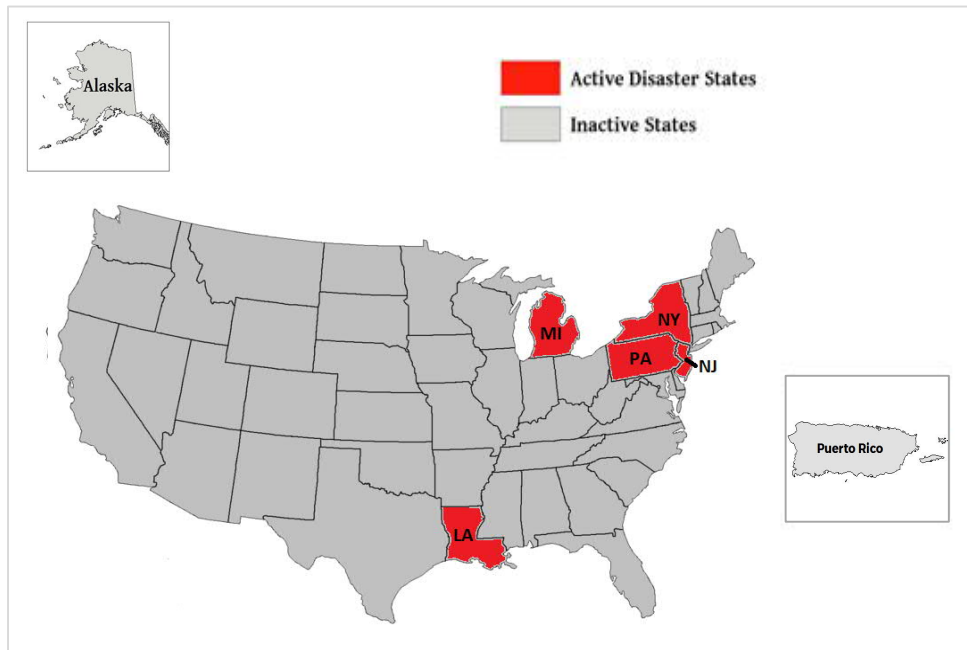 Alaska
Active Disaster States
Inactive States
MI
NY
PA
NJ
Puerto Rico
LA